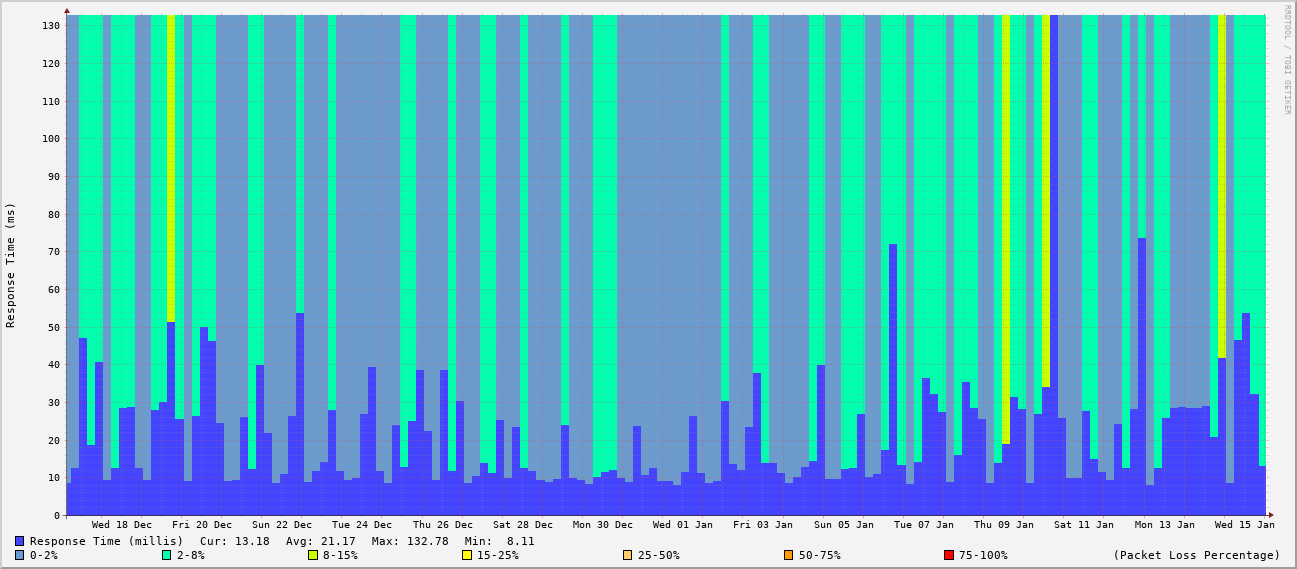 RRDTOOL / TOBI OETIKER
Response Time (ms)
130
120
110
100
90
80
70
60
50
40
30
20
10
0
Wed 18 Dec Fri 20 Dec Sun 22 Dec Tue 24 Dec Thu 26 Dec Sat 28 Dec Mon 30 Dec Wed 01 Jan Fri 03 Jan Sun 05 Jan Tue 07 Jan Thu 09 Jan Sat 11 Jan Mon 13 Jan Wed 15 Jan
Response Time (millis) Cur: 13.18 Avg: 21.17 Max: 132.78 Min: 8.11
0-2% 2-8% 8-15% 15-25% 25-50% 50-75% 75-100% (Packet Loss Percentage)